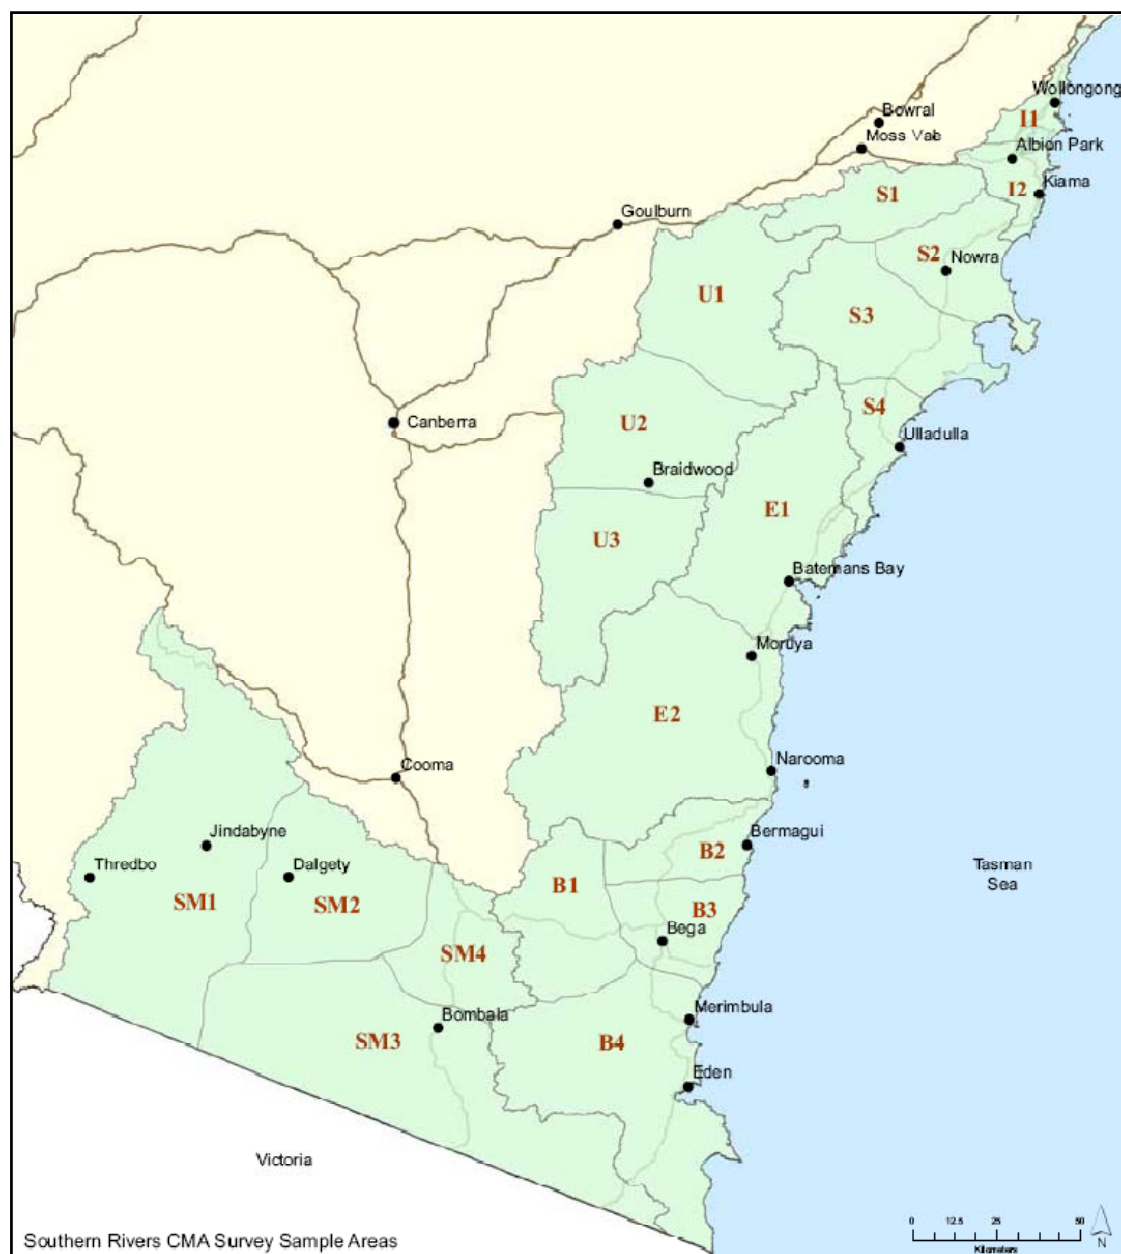 Wollongong
Bowral
I1
Moss Vale
Albion Park
I2
Kiama
S1
Goulburn
S2
Nowra
U1
S3
S4
Canberra
U2
Ulladulla
Braidwood
E1
U3
Batemans Bay
Moruya
E2
Cooma
Narooma
Jindabyne
Bermagui
Thredbo
Dalgety
B2
Tasman
Sea
SM1
SM2
B1
B3
Bega
SM4
Merimbula
Bombala
SM3
B4
Eden
Victoria
0 12.5 25 50
Kilometers
N
Southern Rivers CMA Survey Sample Areas